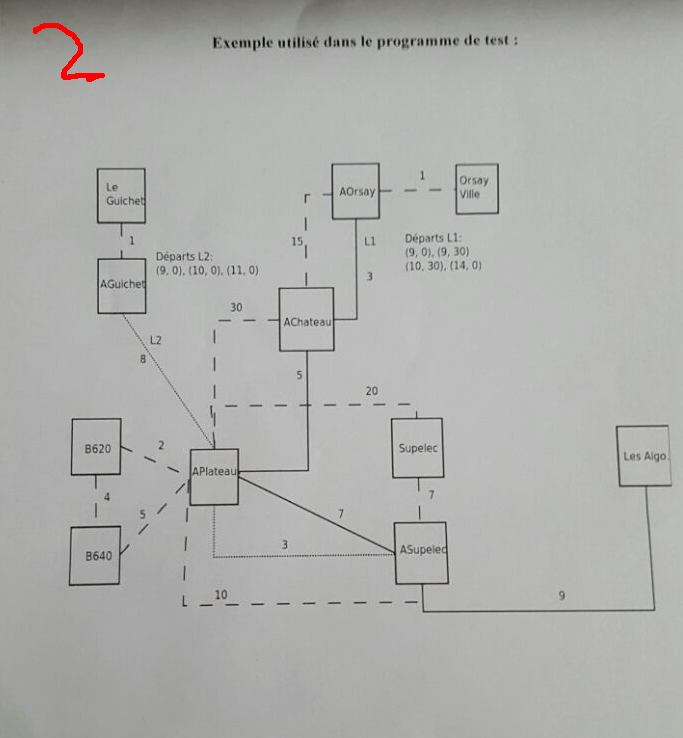 2
Exemple utilisé dans le programme de test :
Le
Guichet
1
AGuichet
Départs L2:
(9, 0), (10, 0), (11, 0)
L2
8
AOrsay
1
Orsay
Ville
15
L1
3
Départs L1:
(9, 0), (9, 30)
(10, 30), (14, 0)
30
AChateau
5
20
B620
2
APlateau
Supelec
Les Algo.
4
5
7
7
B640
3
ASupelec
10
9